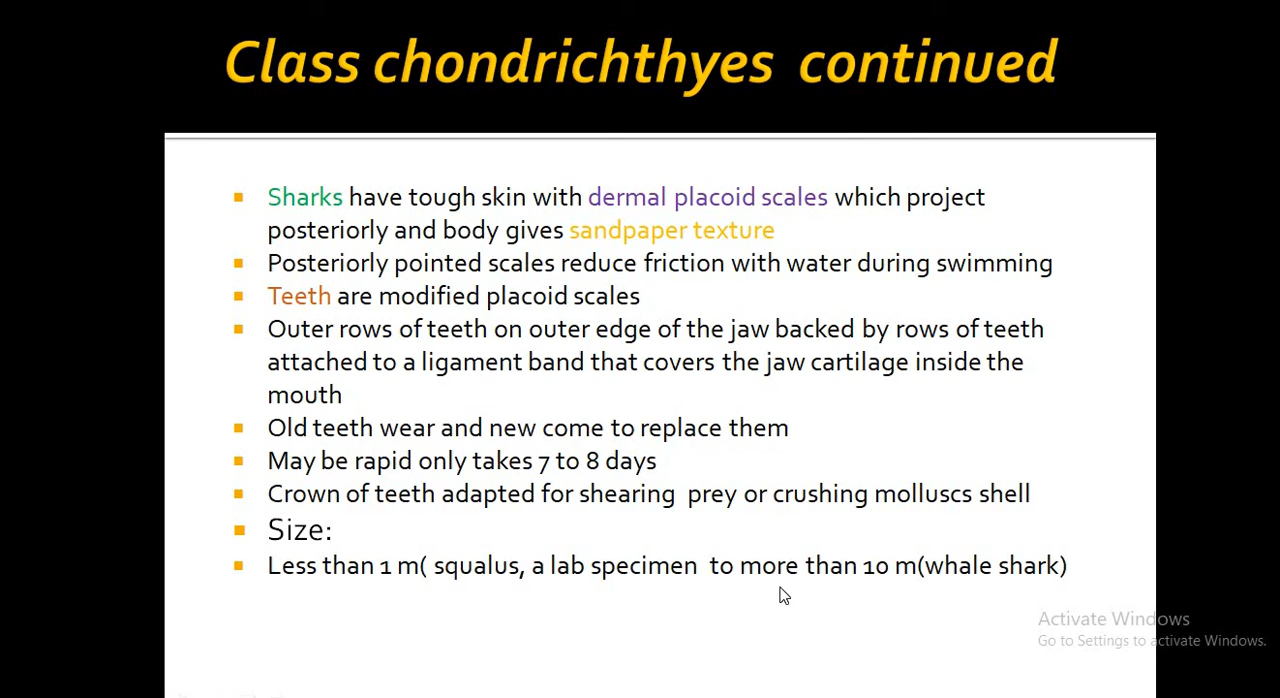 Class chondrichthyes continued
Sharks have tough skin with dermal placoid scales which project
posteriorly and body gives sandpaper texture
Posteriorly pointed scales reduce friction with water during swimming
Teeth are modified placoid scales
Outer rows of teeth on outer edge of the jaw backed by rows of teeth
attached to a ligament band that covers the jaw cartilage inside the
mouth
Old teeth wear and new come to replace them
May be rapid only takes 7 to 8 days
Crown of teeth adapted for shearing prey or crushing molluscs shell
Size:
Less than 1 m( squalus, a lab specimen to more than 10 m(whale shark)
Activate Windows
Go to Settings to activate Windows.